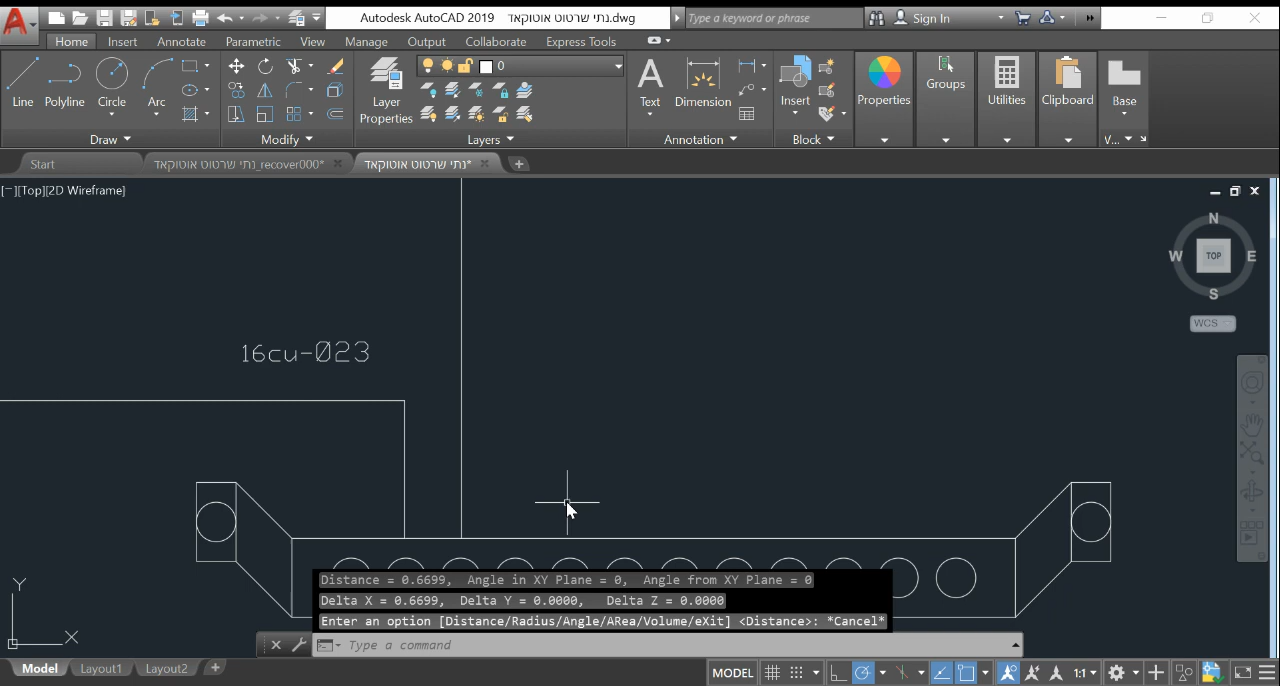 Autodesk AutoCAD 2019 נתי שרטוט אוטוקאד.dwg
Type a keyword or phrase
Sign In
Home Insert Annotate Parametric View Manage Output Collaborate Express Tools
Line Polyline Circle Arc
Layer Properties
0
Text Dimension
Insert
Properties Groups Utilities Clipboard Base
Draw Modify Layers Annotation Block V...
Start נתי שרטוט אוטוקאד_recover000* נתי שרטוט אוטוקאד*
[−][Top][2D Wireframe]
N
W TOP E
S
WCS
16cu-023
Y
X
Distance = 0.6699, Angle in XY Plane = 0, Angle from XY Plane = 0
Delta X = 0.6699, Delta Y = 0.0000, Delta Z = 0.0000
Enter an option [Distance/Radius/Angle/ARea/Volume/eXit] <Distance>: *Cancel*
Type a command
Model Layout1 Layout2 +
MODEL 1:1